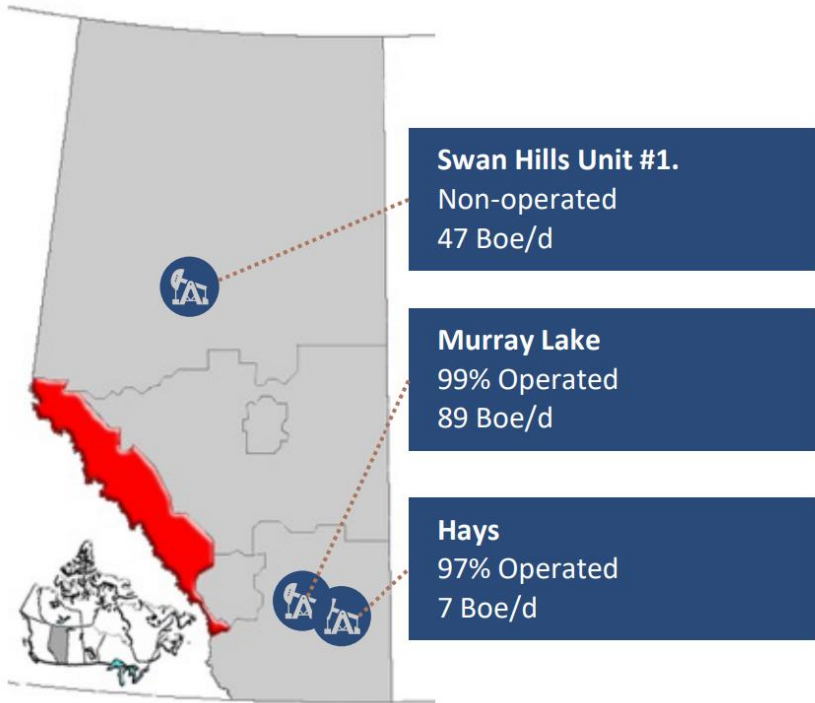 Swan Hills Unit #1.
Non-operated
47 Boe/d
Murray Lake
99% Operated
89 Boe/d
Hays
97% Operated
7 Boe/d